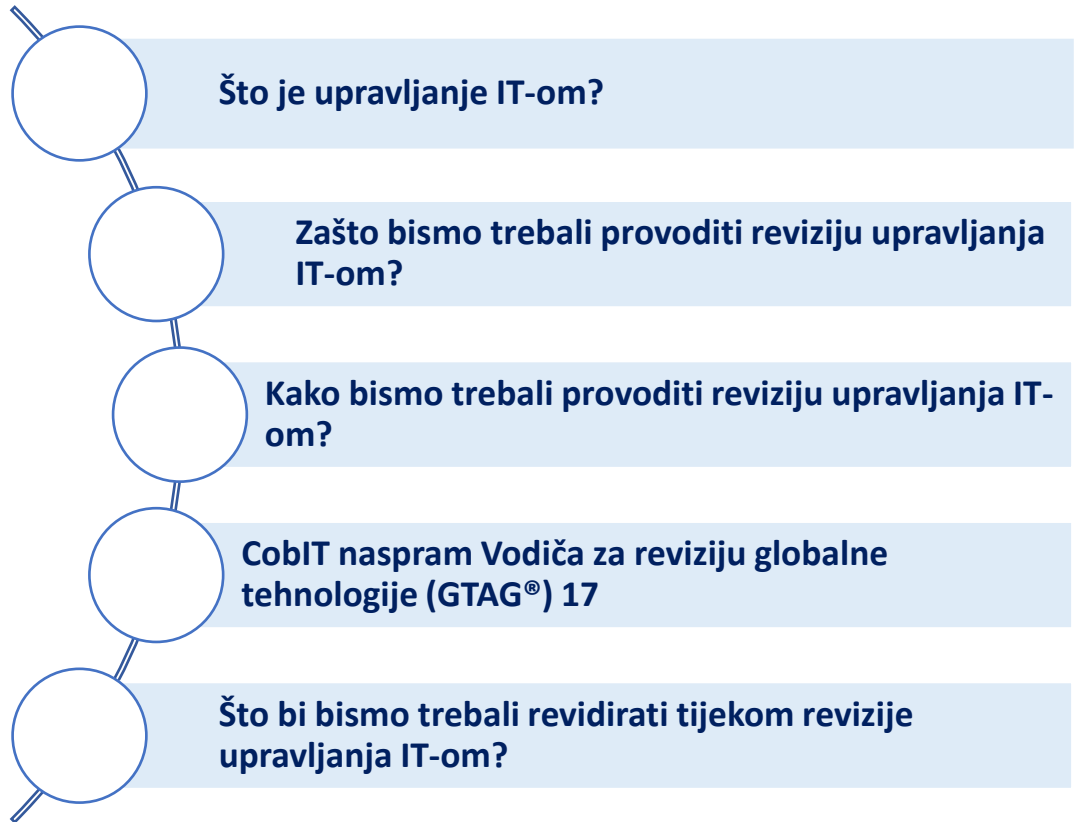 Što je upravljanje IT-om?
Zašto bismo trebali provoditi reviziju upravljanja
IT-om?
Kako bismo trebali provoditi reviziju upravljanja IT-
om?
CobIT naspram Vodiča za reviziju globalne
tehnologije (GTAG®) 17
Što bi bismo trebali revidirati tijekom revizije
upravljanja IT-om?